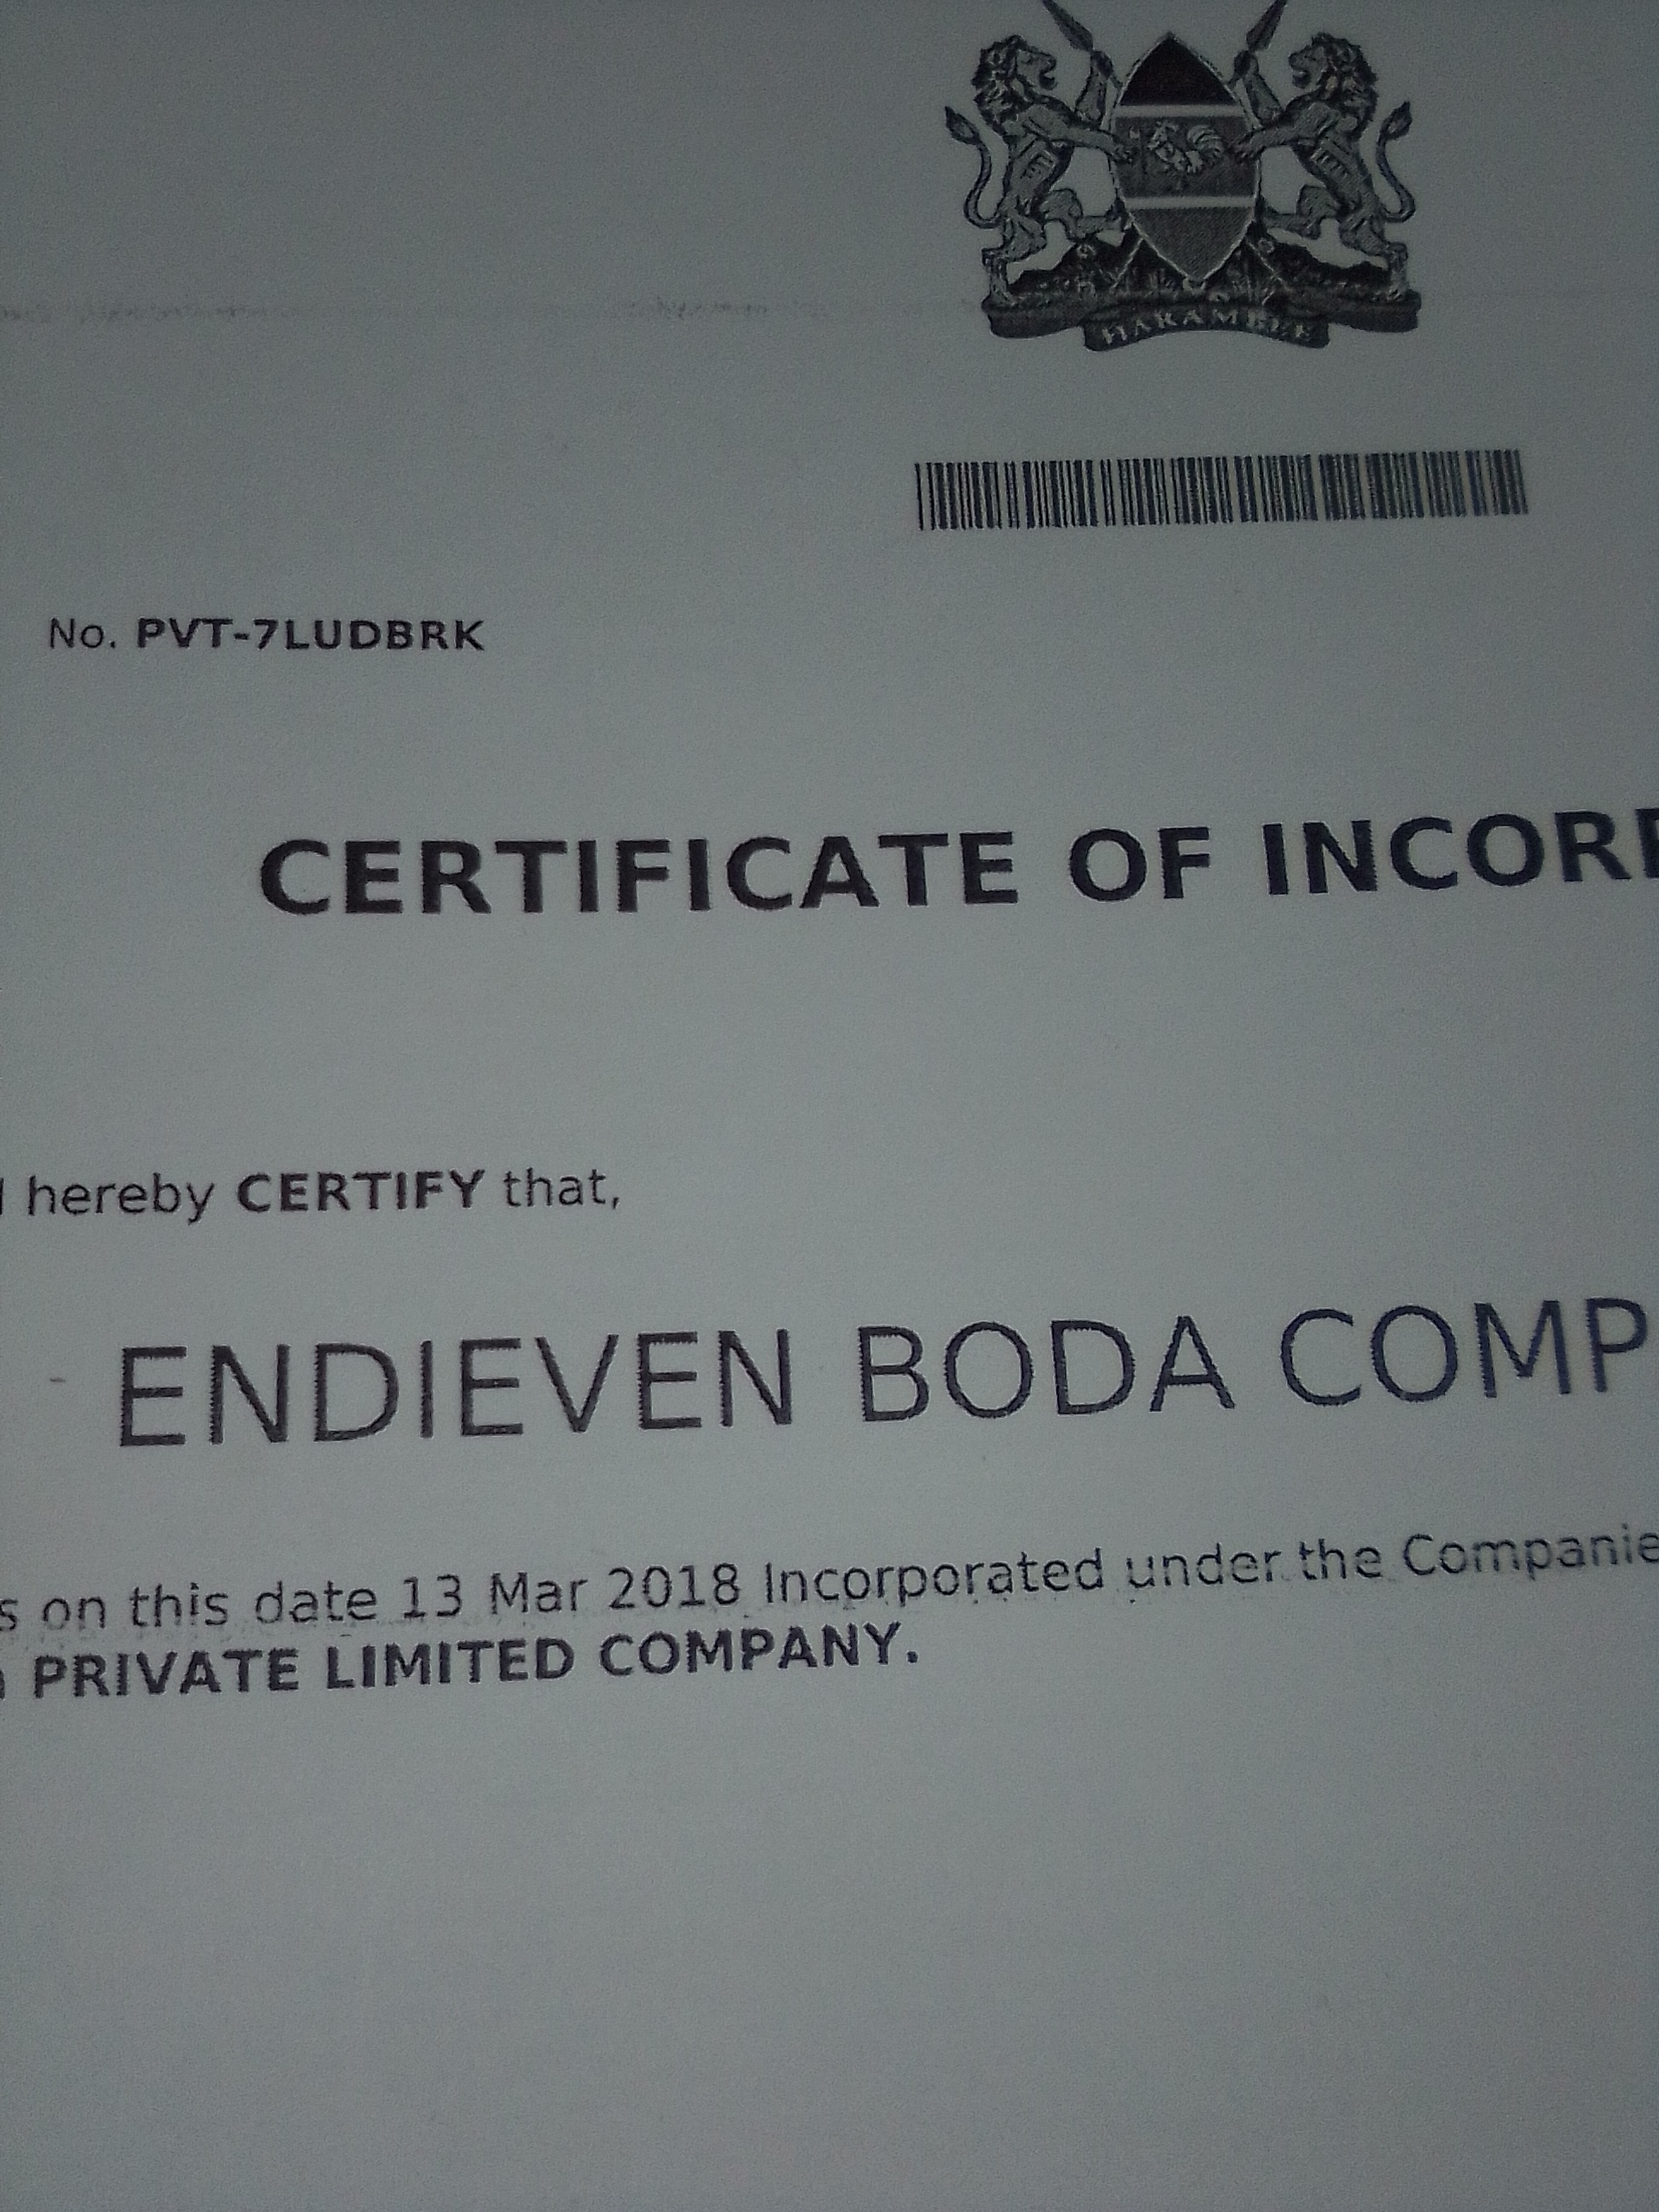 HARAMBEE
No. PVT-7LUDBRK
CERTIFICATE OF INCORP
I hereby CERTIFY that,
ENDIEVEN BODA COMP
s on this date 13 Mar 2018 Incorporated under the Companie
PRIVATE LIMITED COMPANY.